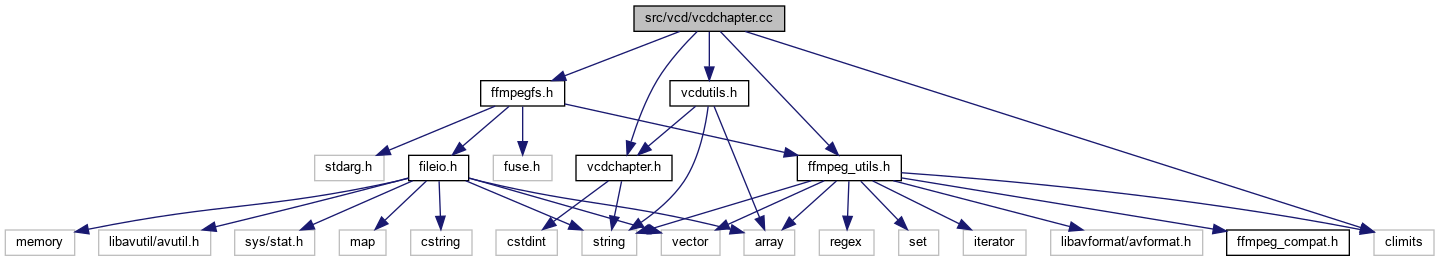 src/vcd/vcdchapter.cc
ffmpegfs.h
vcdutils.h
stdarg.h
fileio.h
fuse.h
vcdchapter.h
ffmpeg_utils.h
memory
libavutil/avutil.h
sys/stat.h
map
cstring
cstdint
string
vector
array
regex
set
iterator
libavformat/avformat.h
ffmpeg_compat.h
climits